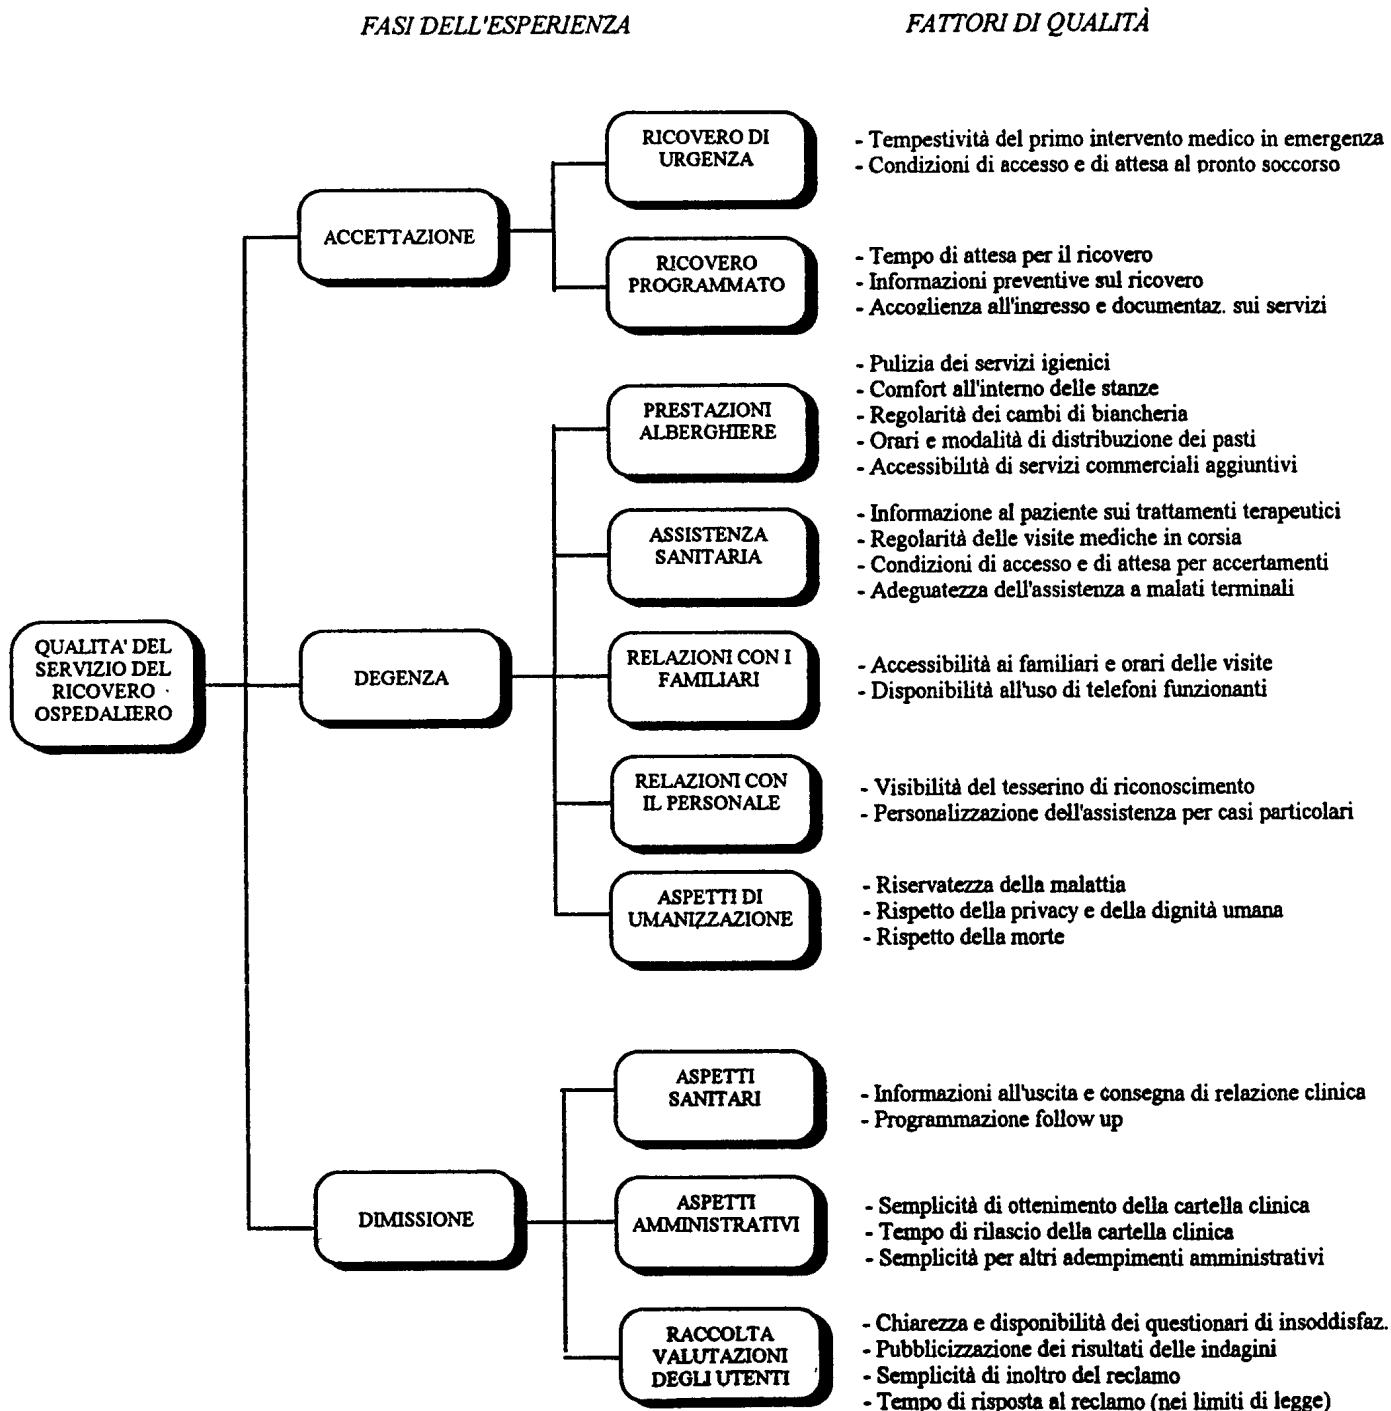 FASI DELL'ESPERIENZA
FATTORI DI QUALITÀ
RICOVERO DI
URGENZA
- Tempestività del primo intervento medico in emergenza
- Condizioni di accesso e di attesa al pronto soccorso
ACCETTAZIONE
RICOVERO
PROGRAMMATO
- Tempo di attesa per il ricovero
- Informazioni preventive sul ricovero
- Accoglienza all'ingresso e documentaz. sui servizi
PRESTAZIONI
ALBERGHIERE
- Pulizia dei servizi igienici
- Comfort all'interno delle stanze
- Regolarità dei cambi di biancheria
- Orari e modalità di distribuzione dei pasti
- Accessibilità di servizi commerciali aggiuntivi
ASSISTENZA
SANITARIA
- Informazione al paziente sui trattamenti terapeutici
- Regolarità delle visite mediche in corsia
- Condizioni di accesso e di attesa per accertamenti
- Adeguatezza dell'assistenza a malati terminali
QUALITA' DEL
SERVIZIO DEL
RICOVERO
OSPEDALIERO
DEGENZA
RELAZIONI CON I
FAMILIARI
- Accessibilità ai familiari e orari delle visite
- Disponibilità all'uso di telefoni funzionanti
RELAZIONI CON
IL PERSONALE
- Visibilità del tesserino di riconoscimento
- Personalizzazione dell'assistenza per casi particolari
ASPETTI DI
UMANIZZAZIONE
- Riservatezza della malattia
- Rispetto della privacy e della dignità umana
- Rispetto della morte
ASPETTI
SANITARI
- Informazioni all'uscita e consegna di relazione clinica
- Programmazione follow up
DIMISSIONE
ASPETTI
AMMINISTRATIVI
- Semplicità di ottenimento della cartella clinica
- Tempo di rilascio della cartella clinica
- Semplicità per altri adempimenti amministrativi
RACCOLTA
VALUTAZIONI
DEGLI UTENTI
- Chiarezza e disponibilità dei questionari di insoddisfaz.
- Pubblicizzazione dei risultati delle indagini
- Semplicità di inoltro del reclamo
- Tempo di risposta al reclamo (nei limiti di legge)